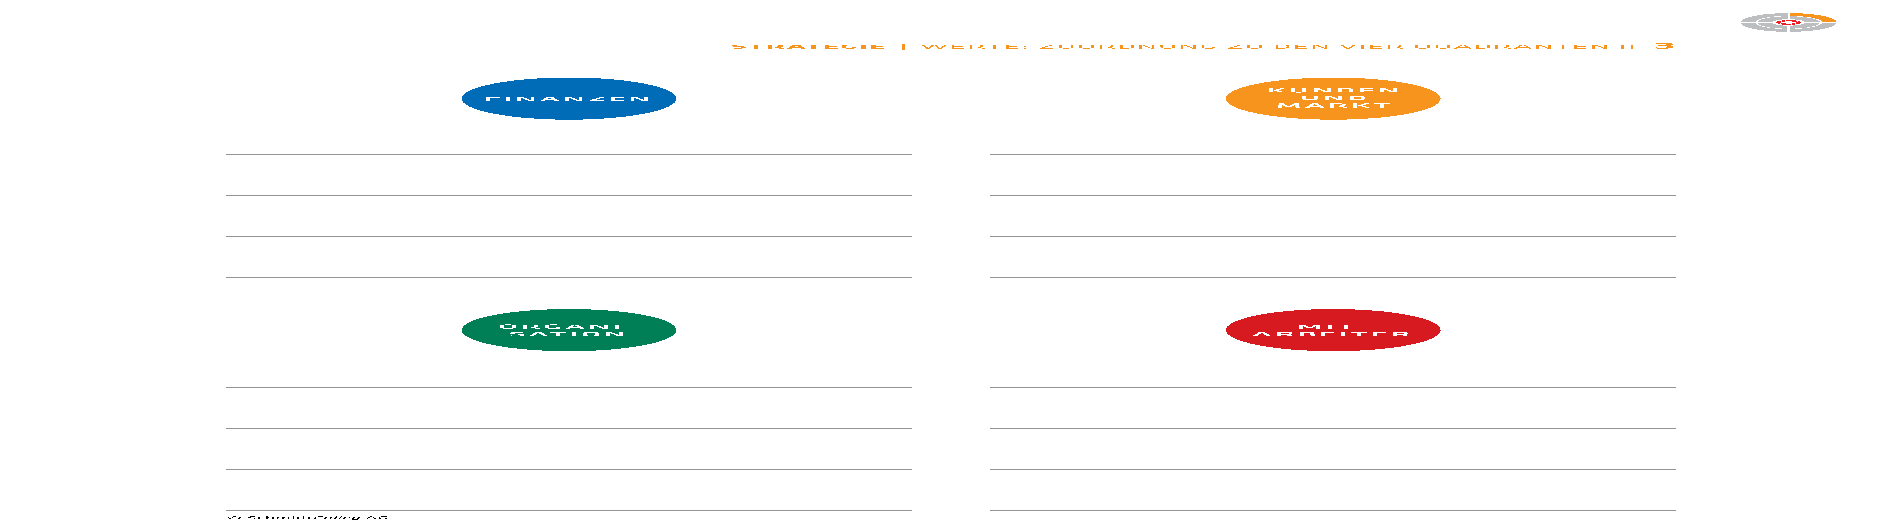 STRATEGIE | WERTE: ZUORDNUNG ZU DEN VIER QUADRANTEN II 3
FINANZEN
KUNDEN
UND
MARKT
ORGANI
SATION
MIT
ARBEITER